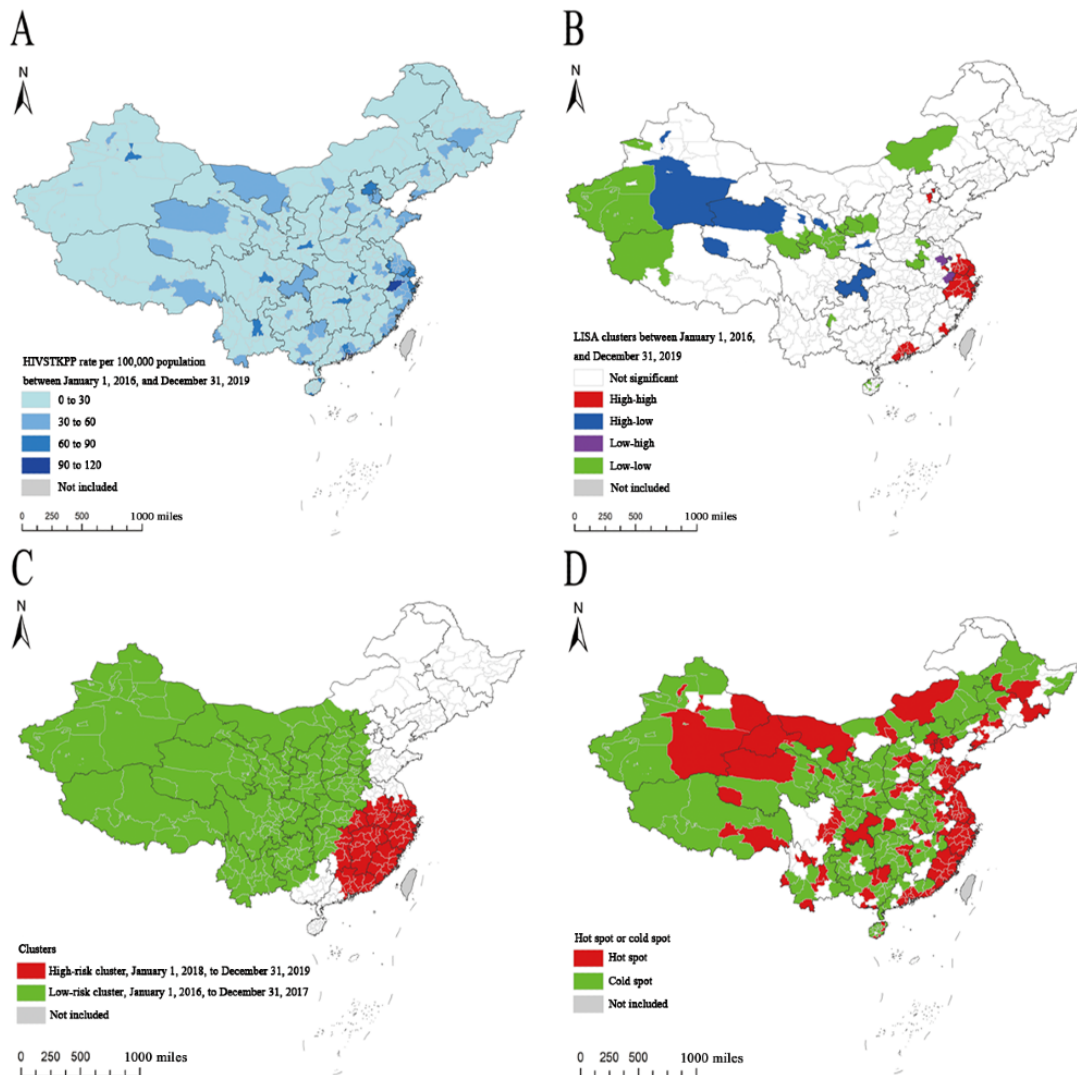 A
N
HIVSTKPP rate per 100,000 population
between January 1, 2016, and December 31, 2019
0 to 30
30 to 60
60 to 90
90 to 120
Not included
0 250 500 1000 miles
B
N
LISA clusters between January 1, 2016,
and December 31, 2019
Not significant
High-high
High-low
Low-high
Low-low
Not included
0 250 500 1000 miles
C
N
Clusters
High-risk cluster, January 1, 2018, to December 31, 2019
Low-risk cluster, January 1, 2016, to December 31, 2017
Not included
0 250 500 1000 miles
D
N
Hot spot or cold spot
Hot spot
Cold spot
Not included
0 250 500 1000 miles